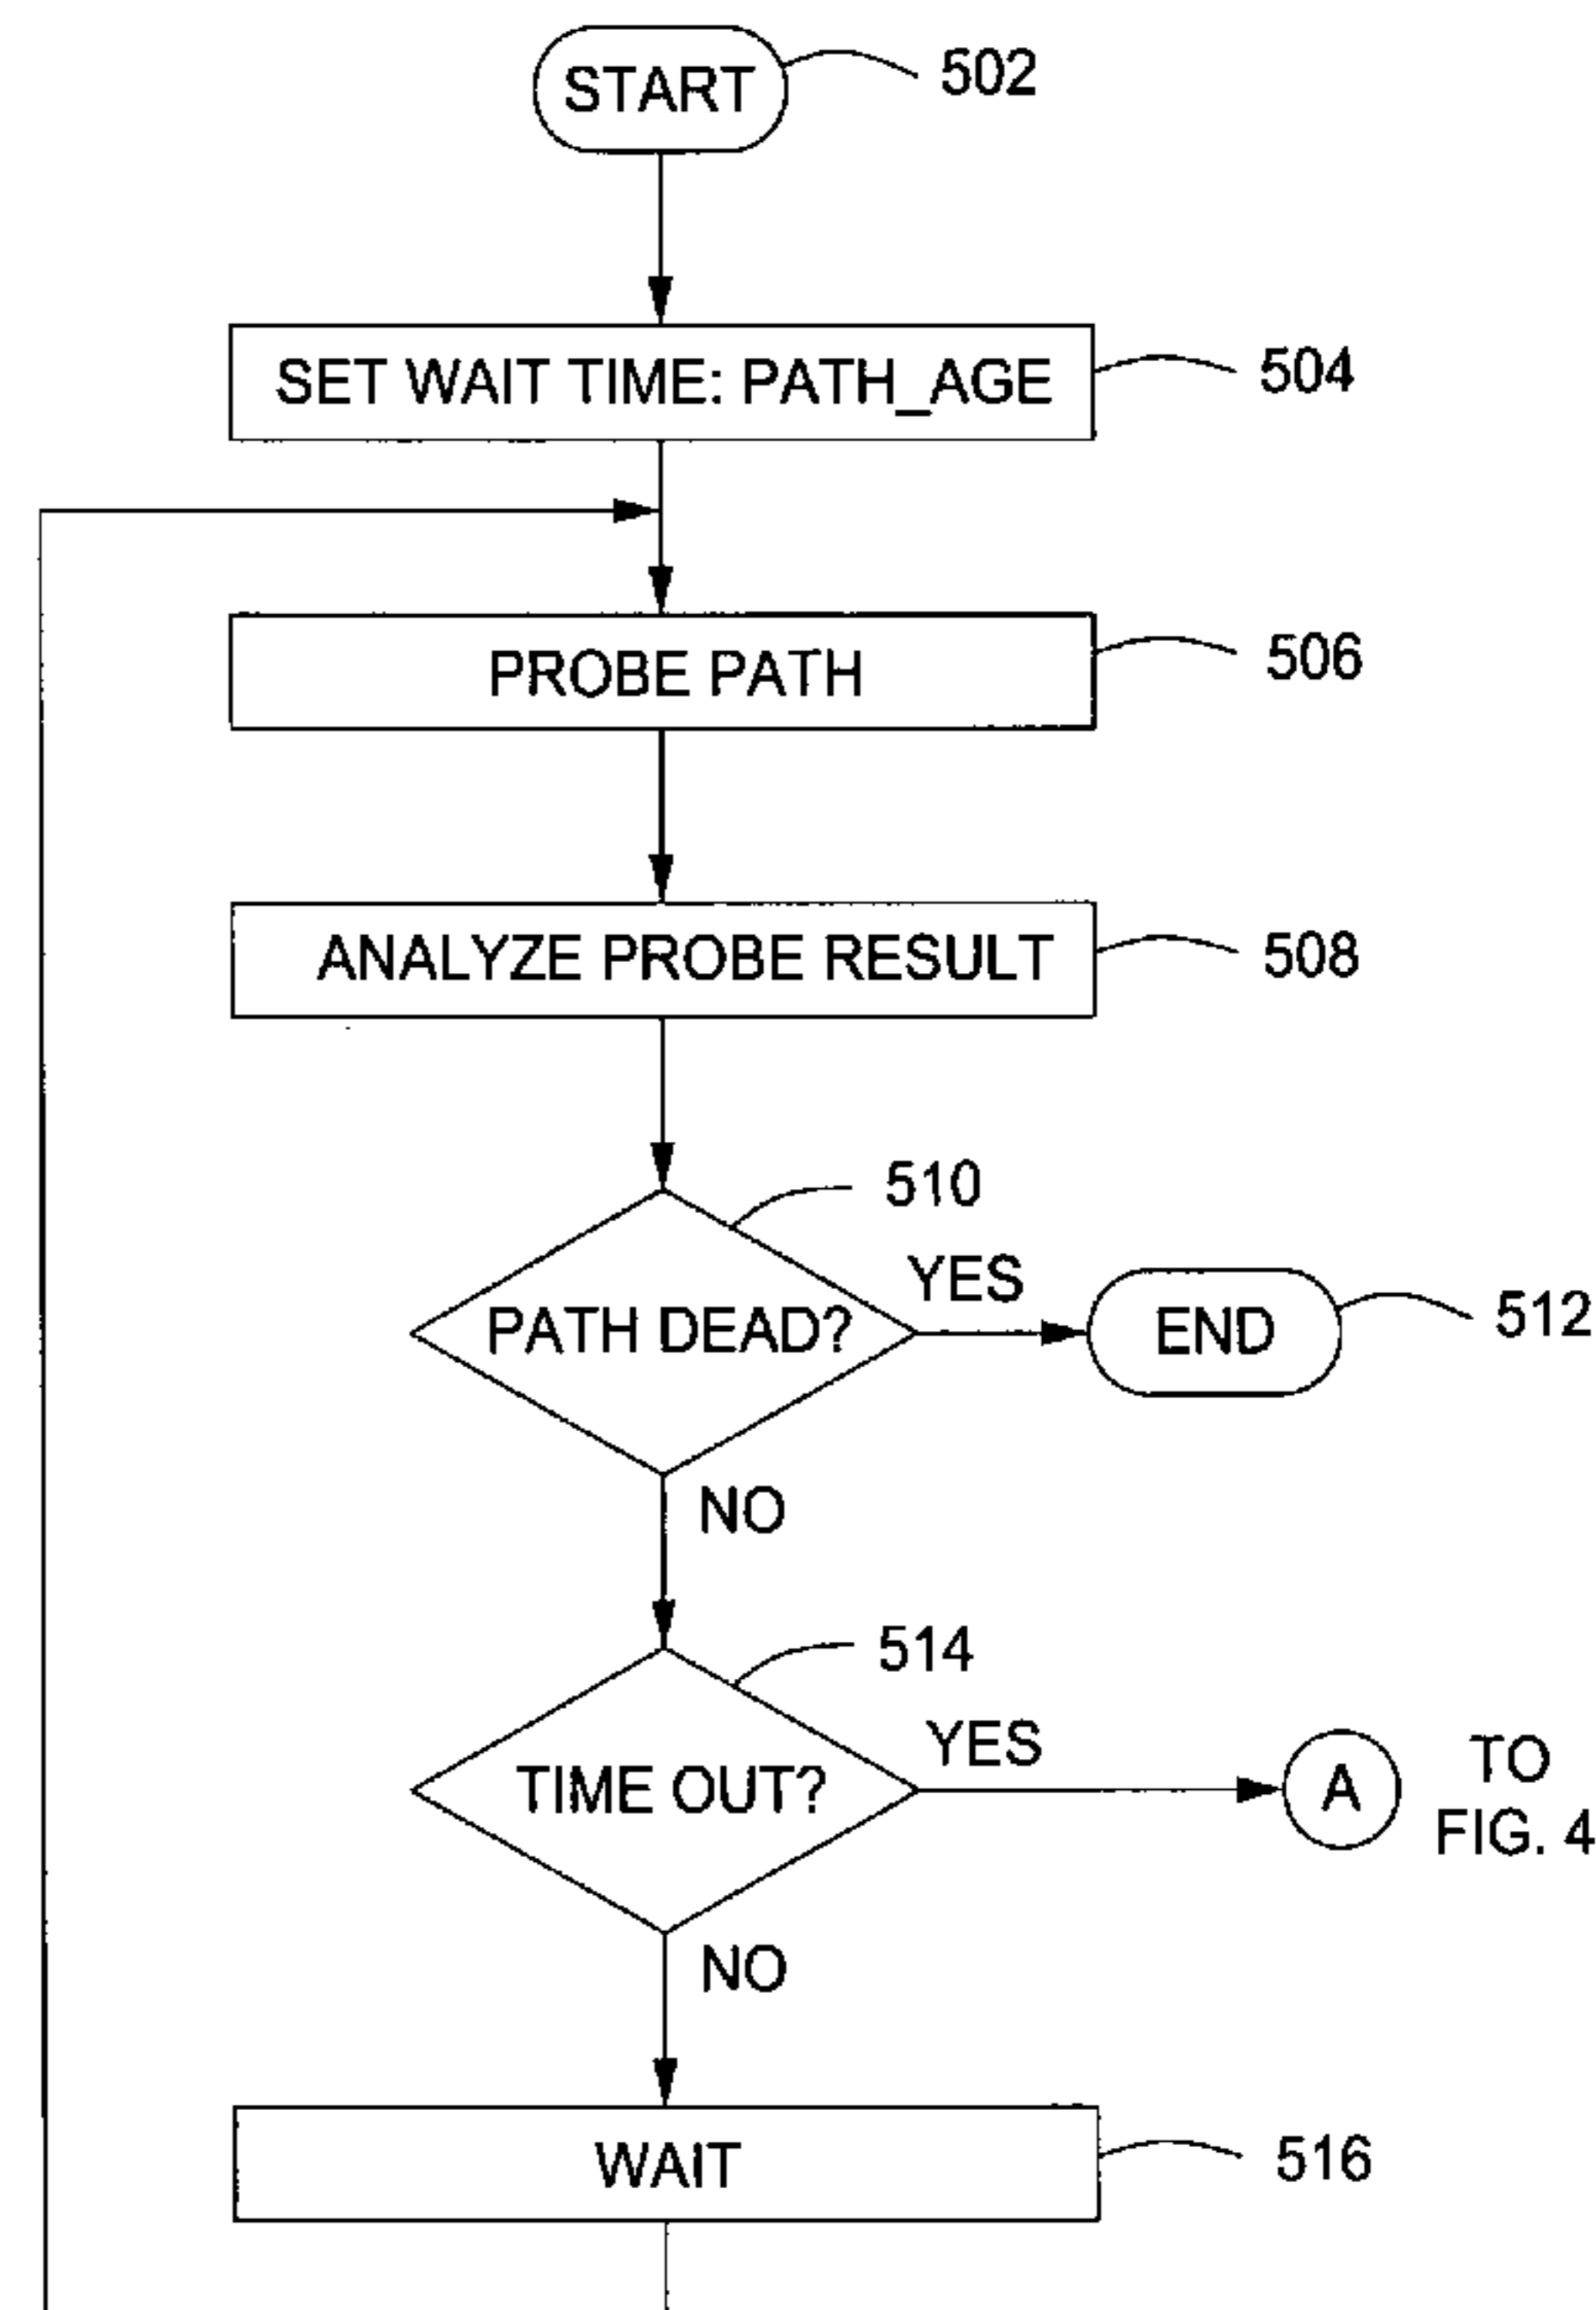 START
502
SET WAIT TIME: PATH_AGE
504
PROBE PATH
506
ANALYZE PROBE RESULT
508
510
PATH DEAD?
YES
END
512
NO
514
TIME OUT?
YES
A
TO
FIG. 4
NO
WAIT
516